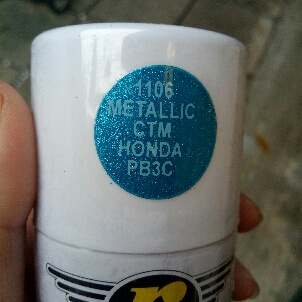 1106
METALLIC
CTM
HONDA
PB3C